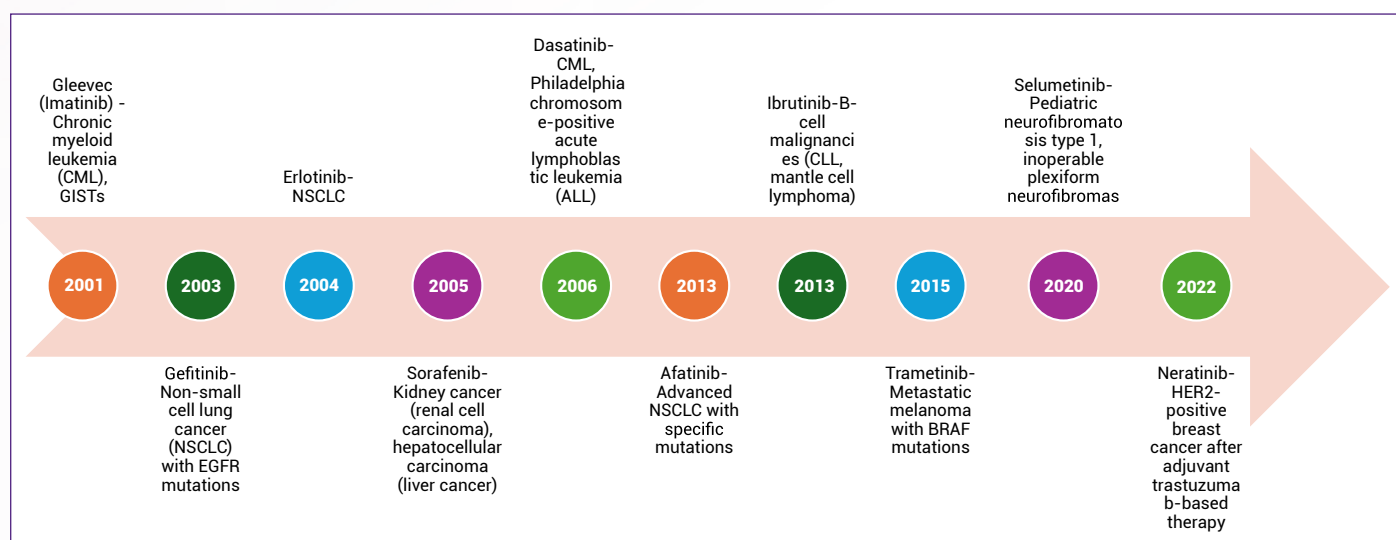 Gleevec
(Imatinib) -
Chronic
myeloid
leukemia
(CML),
GISTs
Erlotinib-
NSCLC
Dasatinib-
CML,
Philadelphia
chromosom
e-positive
acute
lymphoblas
tic leukemia
(ALL)
Ibrutinib-B-
cell
malignanci
es (CLL,
mantle cell
lymphoma)
Selumetinib-
Pediatric
neurofibromato
sis type 1,
inoperable
plexiform
neurofibromas
2001
2003
2004
2005
2006
2013
2013
2015
2020
2022
Gefitinib-
Non-small
cell lung
cancer
(NSCLC)
with EGFR
mutations
Sorafenib-
Kidney cancer
(renal cell
carcinoma),
hepatocellular
carcinoma
(liver cancer)
Afatinib-
Advanced
NSCLC with
specific
mutations
Trametinib-
Metastatic
melanoma
with BRAF
mutations
Neratinib-
HER2-
positive
breast
cancer after
adjuvant
trastuzuma
b-based
therapy